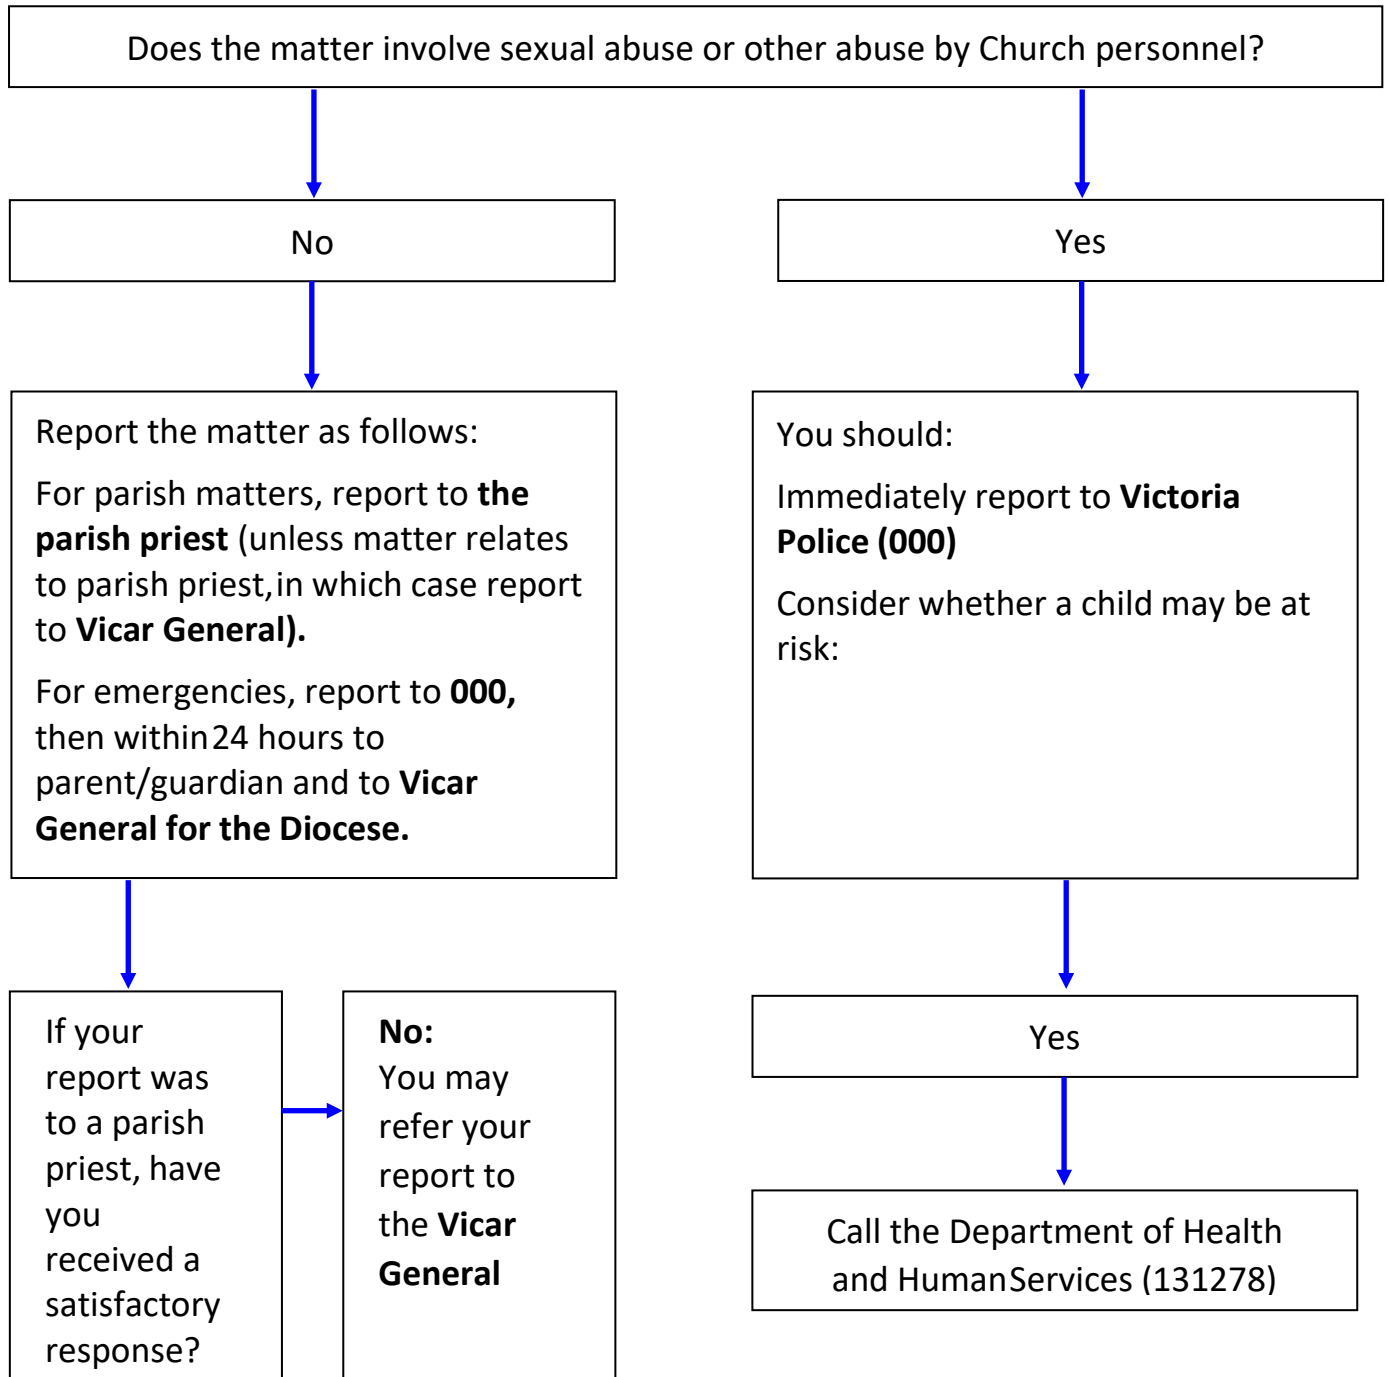 Does the matter involve sexual abuse or other abuse by Church personnel?
No
Yes
Report the matter as follows:
For parish matters, report to the
parish priest (unless matter relates
to parish priest, in which case report
to Vicar General).
For emergencies, report to 000,
then within 24 hours to
parent/guardian and to Vicar
General for the Diocese.
You should:
Immediately report to Victoria
Police (000)
Consider whether a child may be at
risk:
If your
report was
to a parish
priest, have
you
received a
satisfactory
response?
No:
You may
refer your
report to
the Vicar
General
Yes
Call the Department of Health
and Human Services (131278)